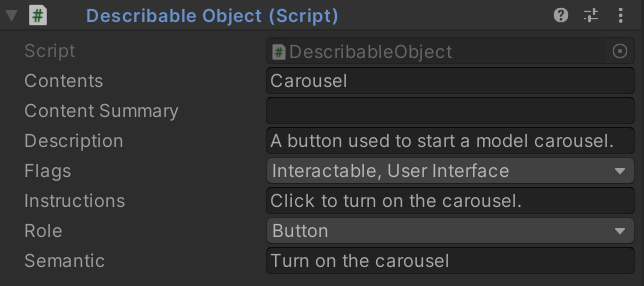 Describable Object (Script)
Script DescribableObject
Contents Carousel
Content Summary
Description A button used to start a model carousel.
Flags Interactable, User Interface
Instructions Click to turn on the carousel.
Role Button
Semantic Turn on the carousel